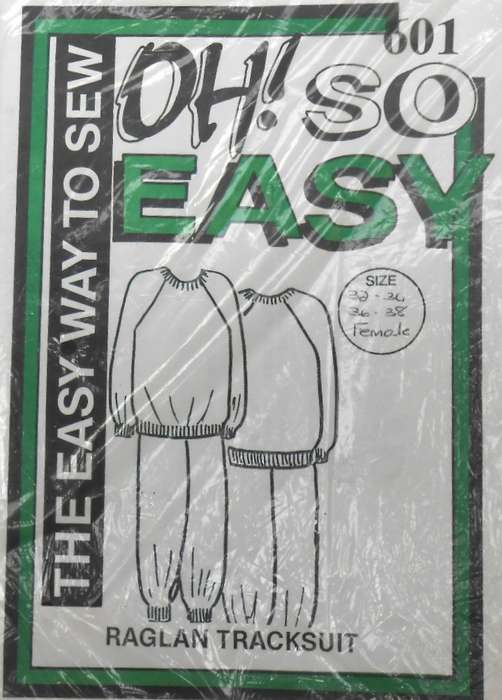 601
OH! SO
EASY
THE EASY WAY TO SEW
SIZE
32 - 34
36 - 38
Female
RAGLAN TRACKSUIT